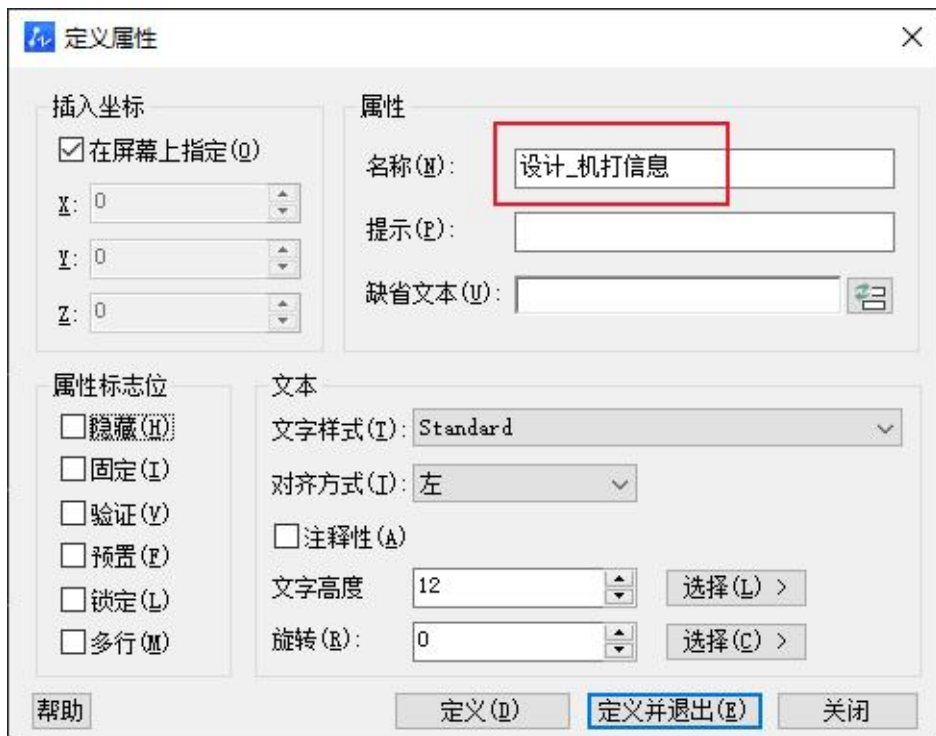 定义属性
插入坐标
在屏幕上指定(O)
X: 0
Y: 0
Z: 0
属性
名称(N): 设计_机打信息
提示(P):
缺省文本(U):
属性标志位
隐藏(H)
固定(I)
验证(V)
预置(F)
锁定(L)
多行(M)
文本
文字样式(T): Standard
对齐方式(J): 左
注释性(A)
文字高度 12 选择(L) >
旋转(R): 0 选择(C) >
帮助 定义(D) 定义并退出(E) 关闭